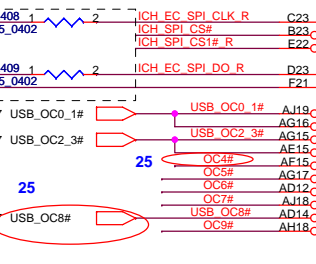 408 1 2 ICH_EC_SPI_CLK_R C23
5_0402 ICH_SPI_CS# B23
ICH_SPI_CS1#_R E22
409 1 2 ICH_EC_SPI_DO_R D23
5_0402 F21
USB_OC0_1# USB_OC0_1# AJ19
AG16
USB_OC2_3# USB_OC2_3# AG15
AE15
25 OC4# AF15
OC5# AG17
OC6# AD12
25 OC7# AJ18
USB_OC8# USB_OC8# AD14
OC9# AH18